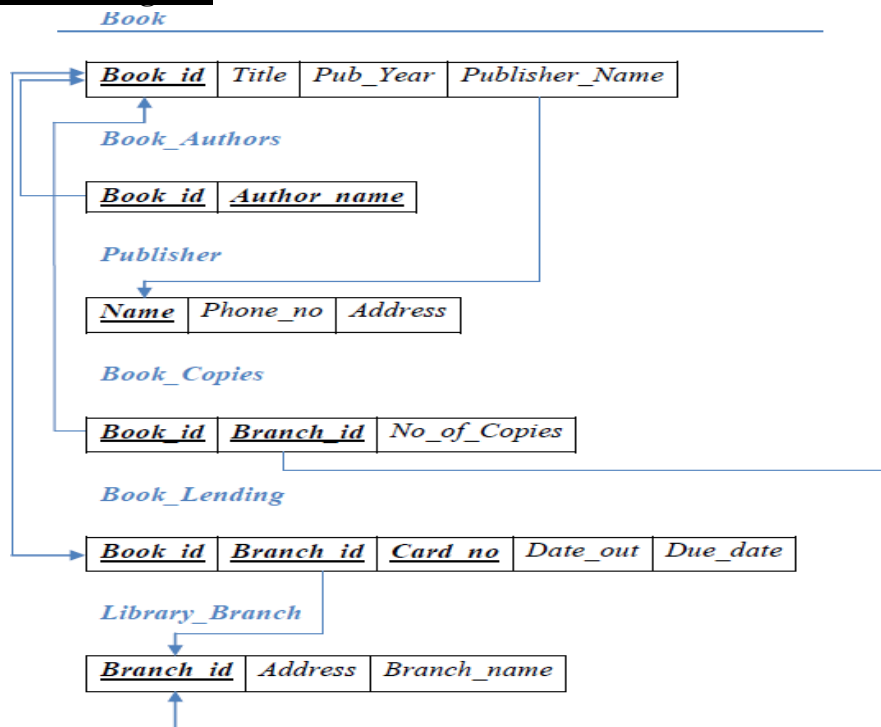 Book
Book_id Title Pub_Year Publisher_Name
Book_Authors
Book_id Author_name
Publisher
Name Phone_no Address
Book_Copies
Book_id Branch_id No_of_Copies
Book_Lending
Book_id Branch_id Card_no Date_out Due_date
Library_Branch
Branch_id Address Branch_name